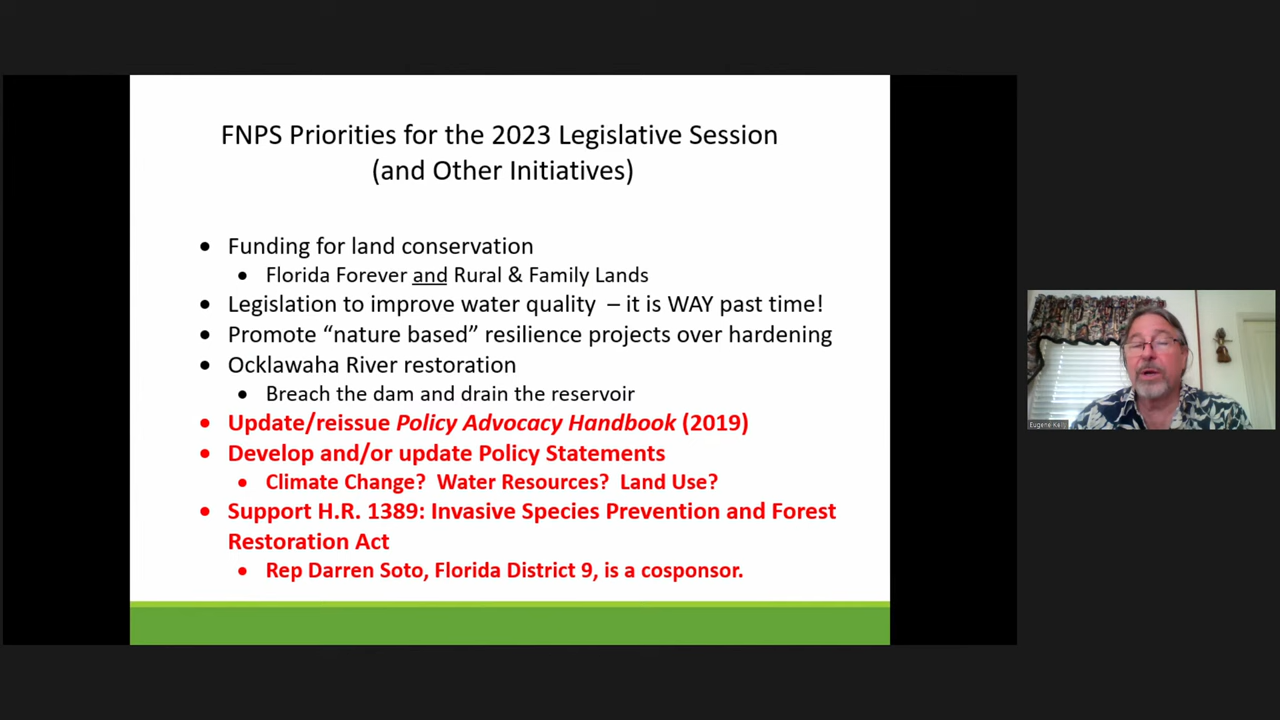 FNPS Priorities for the 2023 Legislative Session
(and Other Initiatives)
• Funding for land conservation
• Florida Forever and Rural & Family Lands
• Legislation to improve water quality – it is WAY past time!
• Promote “nature based” resilience projects over hardening
• Ocklawaha River restoration
• Breach the dam and drain the reservoir
• Update/reissue Policy Advocacy Handbook (2019)
• Develop and/or update Policy Statements
• Climate Change? Water Resources? Land Use?
• Support H.R. 1389: Invasive Species Prevention and Forest
Restoration Act
• Rep Darren Soto, Florida District 9, is a cosponsor.
Eugene Kelly